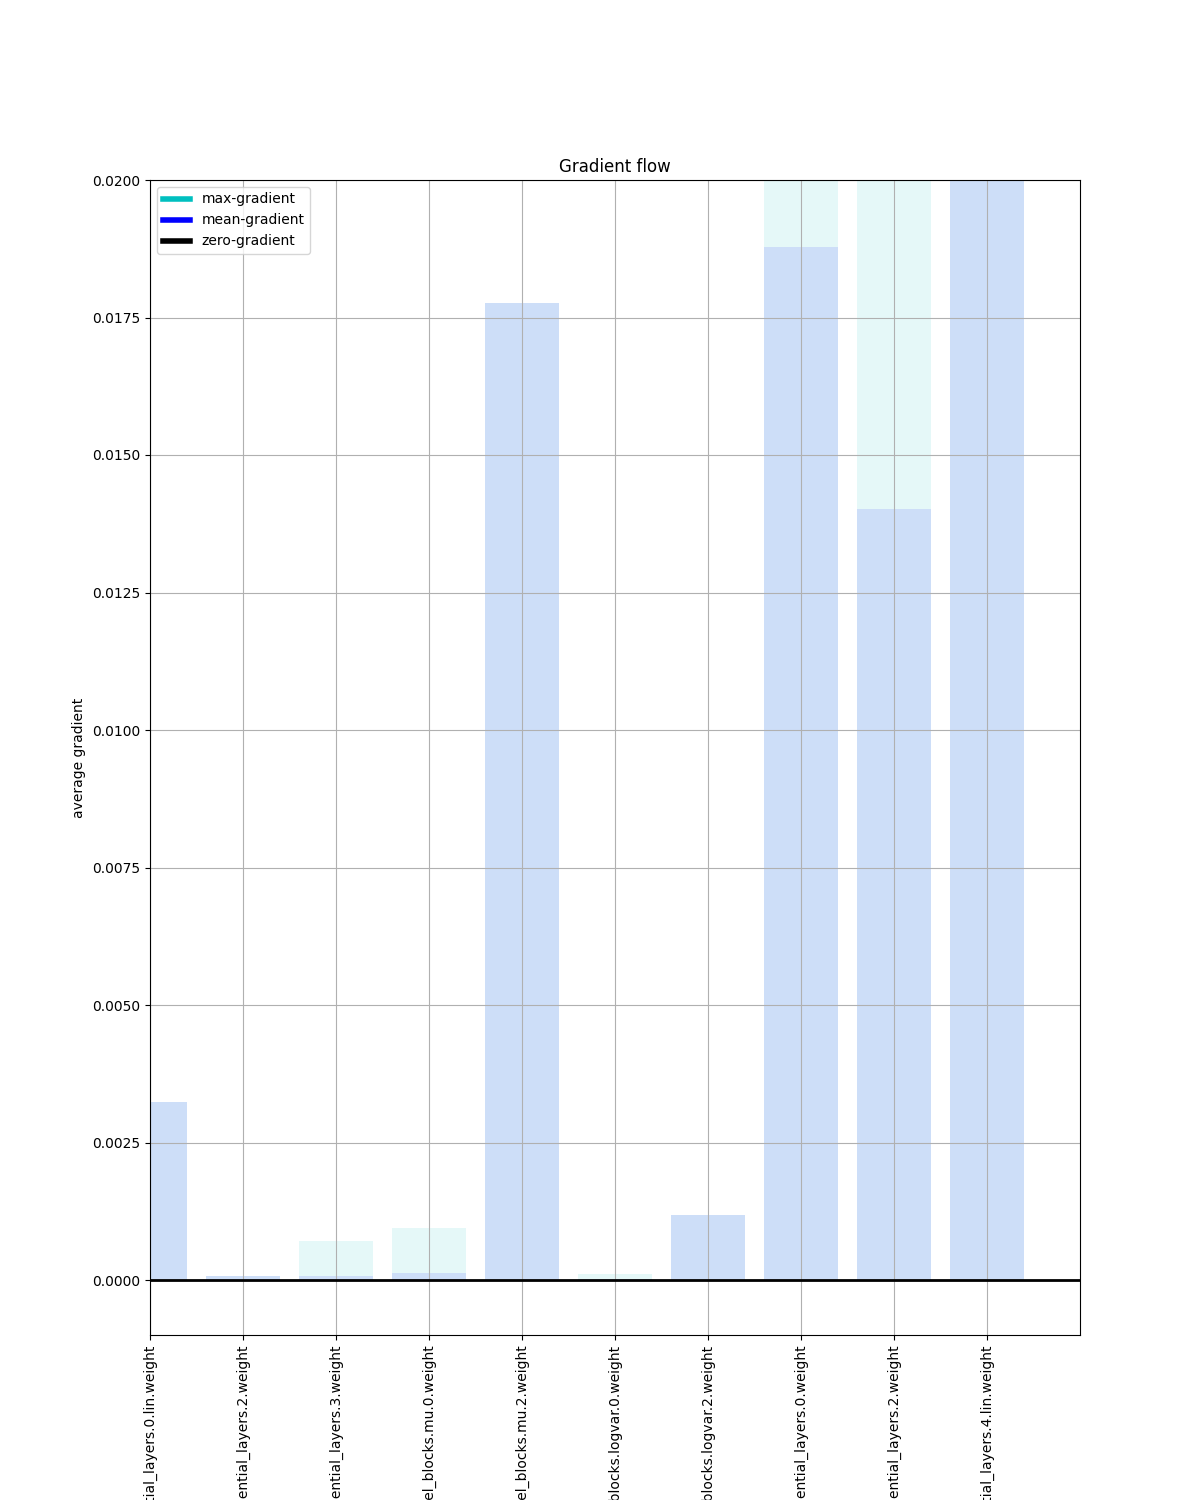 Gradient flow
max-gradient
mean-gradient
zero-gradient
average gradient
0.0200
0.0175
0.0150
0.0125
0.0100
0.0075
0.0050
0.0025
0.0000
tial_layers.0.lin.weight
ential_layers.2.weight
ential_layers.3.weight
el_blocks.mu.0.weight
el_blocks.mu.2.weight
blocks.logvar.0.weight
blocks.logvar.2.weight
ential_layers.0.weight
ential_layers.2.weight
tial_layers.4.lin.weight